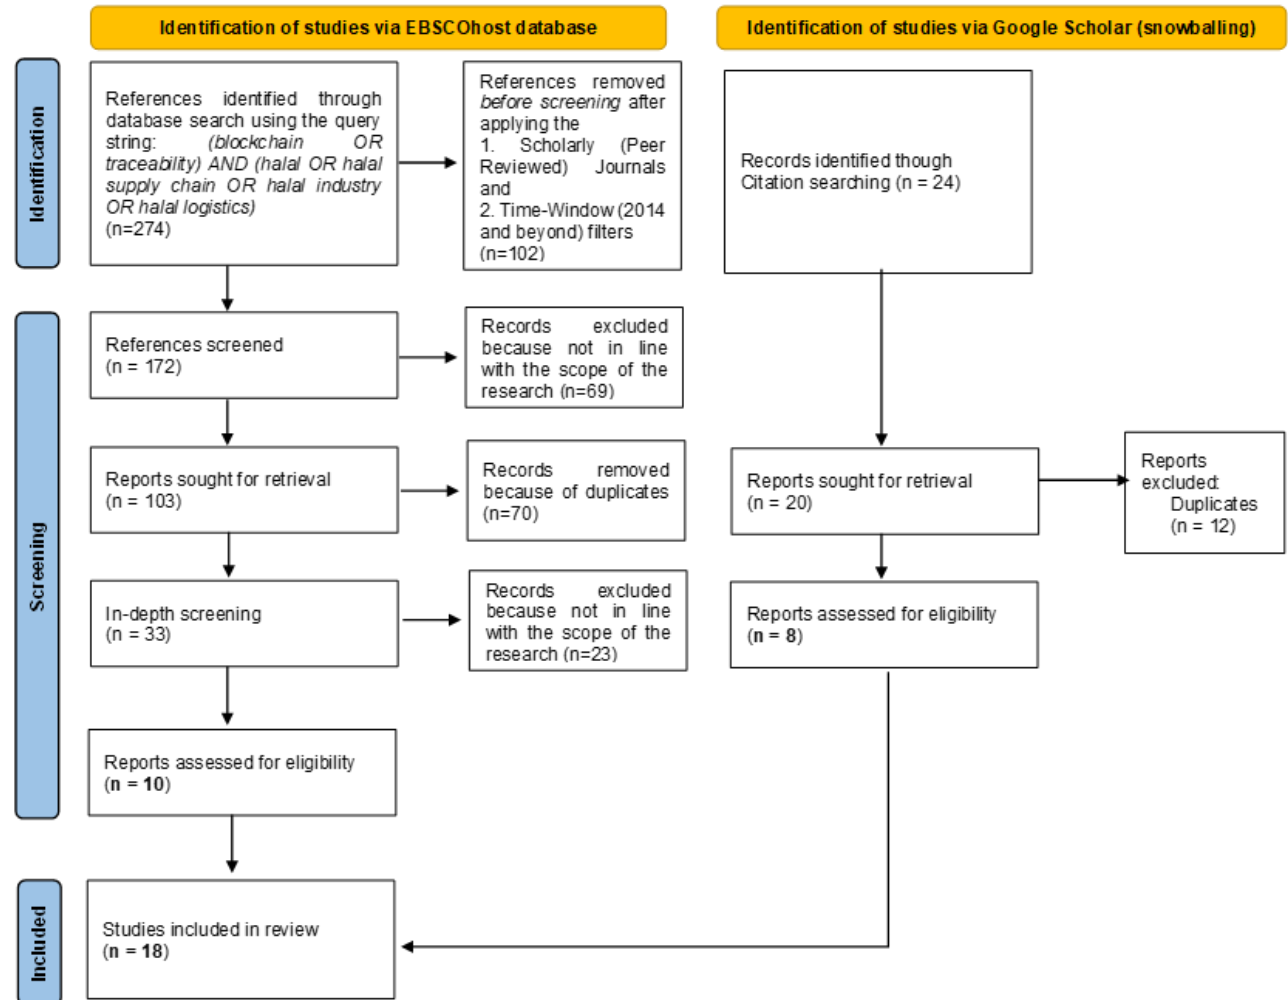 Identification of studies via EBSCOhost database
Identification of studies via Google Scholar (snowballing)
Identification
References identified through
database search using the query
string: (blockchain OR
traceability) AND (halal OR halal
supply chain OR halal industry
OR halal logistics)
(n=274)
References removed
before screening after
applying the
1. Scholarly (Peer
Reviewed) Journals
and
2. Time-Window (2014
and beyond) filters
(n=102)
Records identified though
Citation searching (n = 24)
Screening
References screened
(n = 172)
Records excluded
because not in line
with the scope of the
research (n=69)
Reports sought for retrieval
(n = 103)
Records removed
because of duplicates
(n=70)
Reports sought for retrieval
(n = 20)
Reports
excluded:
Duplicates
(n = 12)
In-depth screening
(n = 33)
Records excluded
because not in line
with the scope of the
research (n=23)
Reports assessed for eligibility
(n = 8)
Reports assessed for eligibility
(n = 10)
Included
Studies included in review
(n = 18)